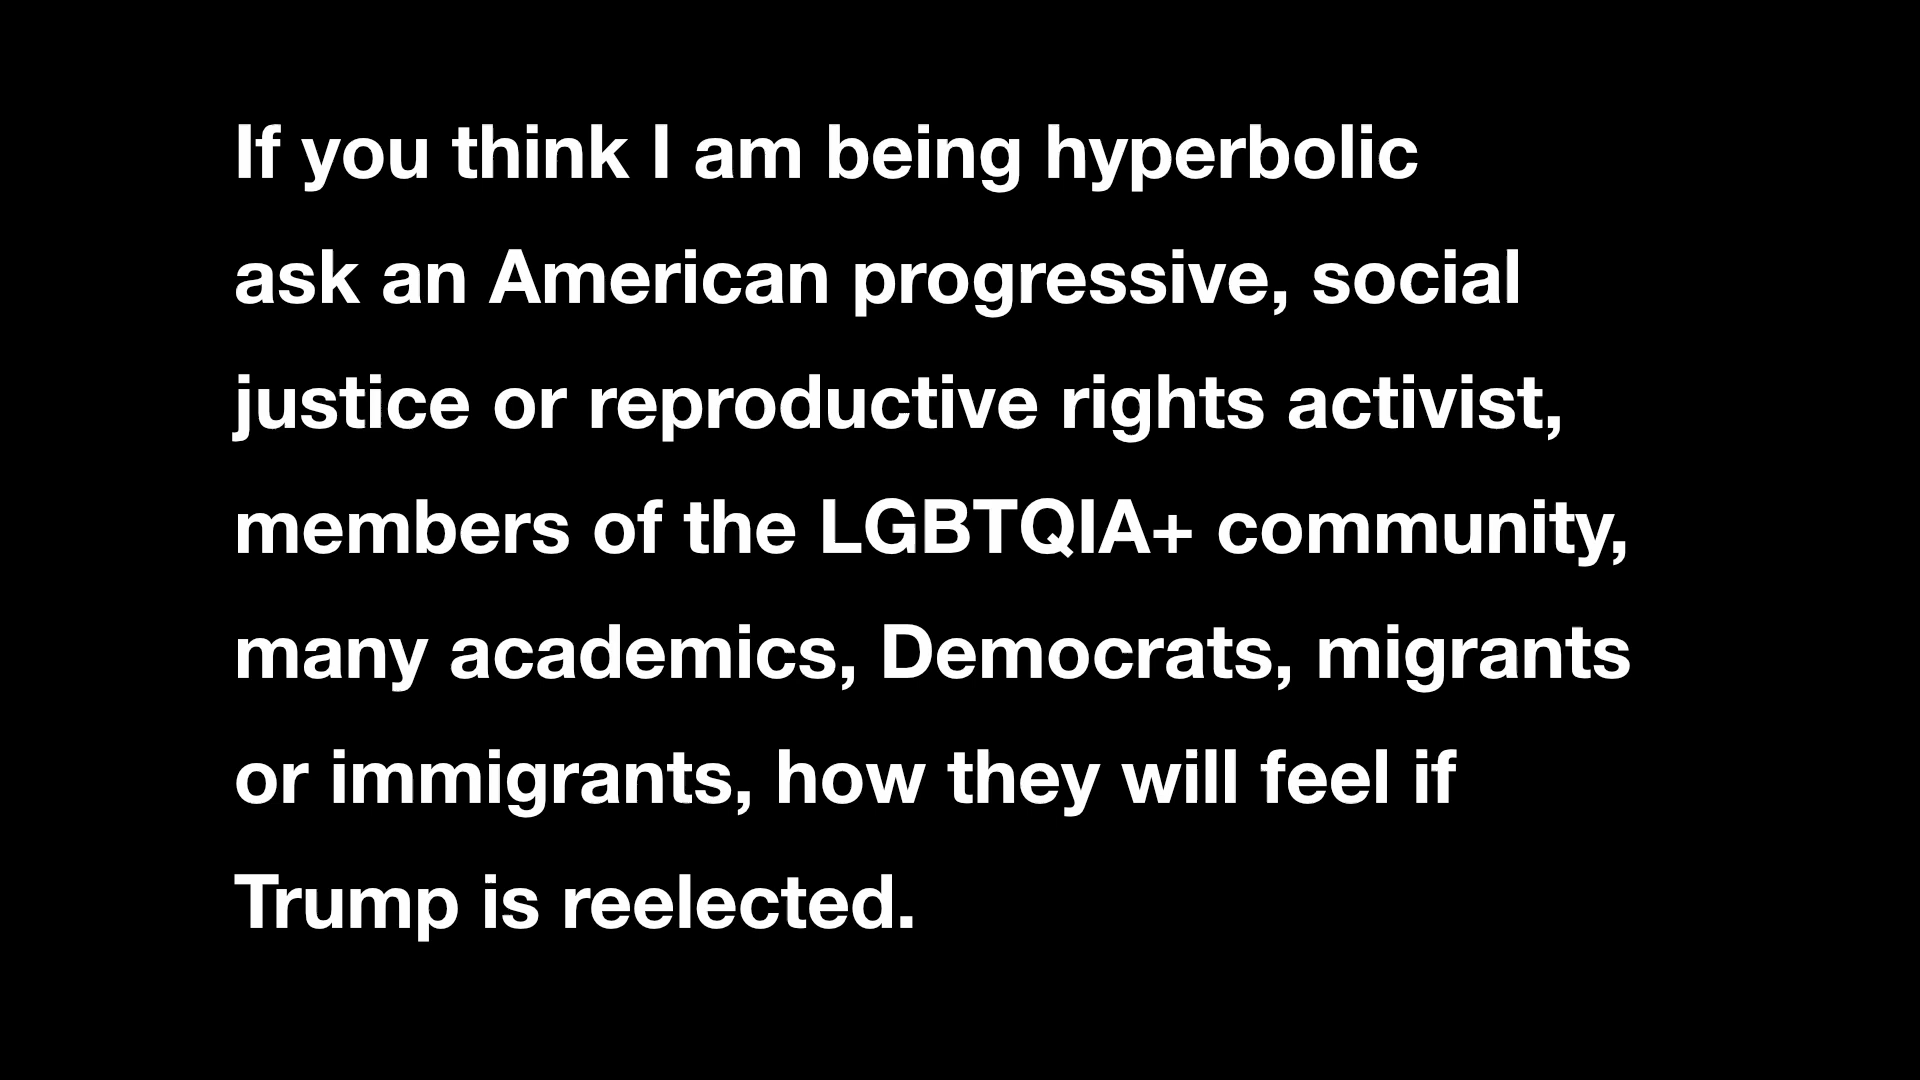 If you think I am being hyperbolic
ask an American progressive, social
justice or reproductive rights activist,
members of the LGBTQIA+ community,
many academics, Democrats, migrants
or immigrants, how they will feel if
Trump is reelected.